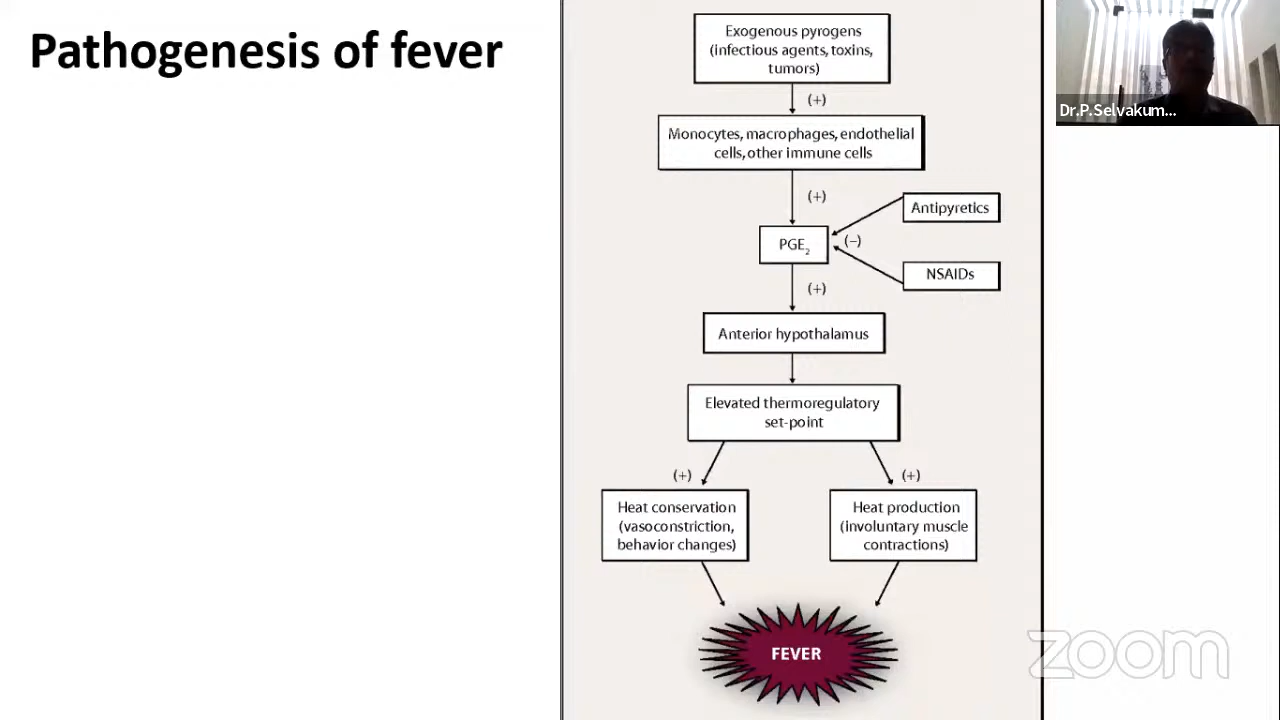 Pathogenesis of fever
Exogenous pyrogens
(infectious agents, toxins,
tumors)
(+)
Monocytes, macrophages, endothelial
cells, other immune cells
(+)
Antipyretics
PGE2
(−)
NSAIDs
(+)
Anterior hypothalamus
Elevated thermoregulatory
set-point
(+)
(+)
Heat conservation
(vasoconstriction,
behavior changes)
Heat production
(involuntary muscle
contractions)
FEVER
Dr.P.Selvakum...
zoom